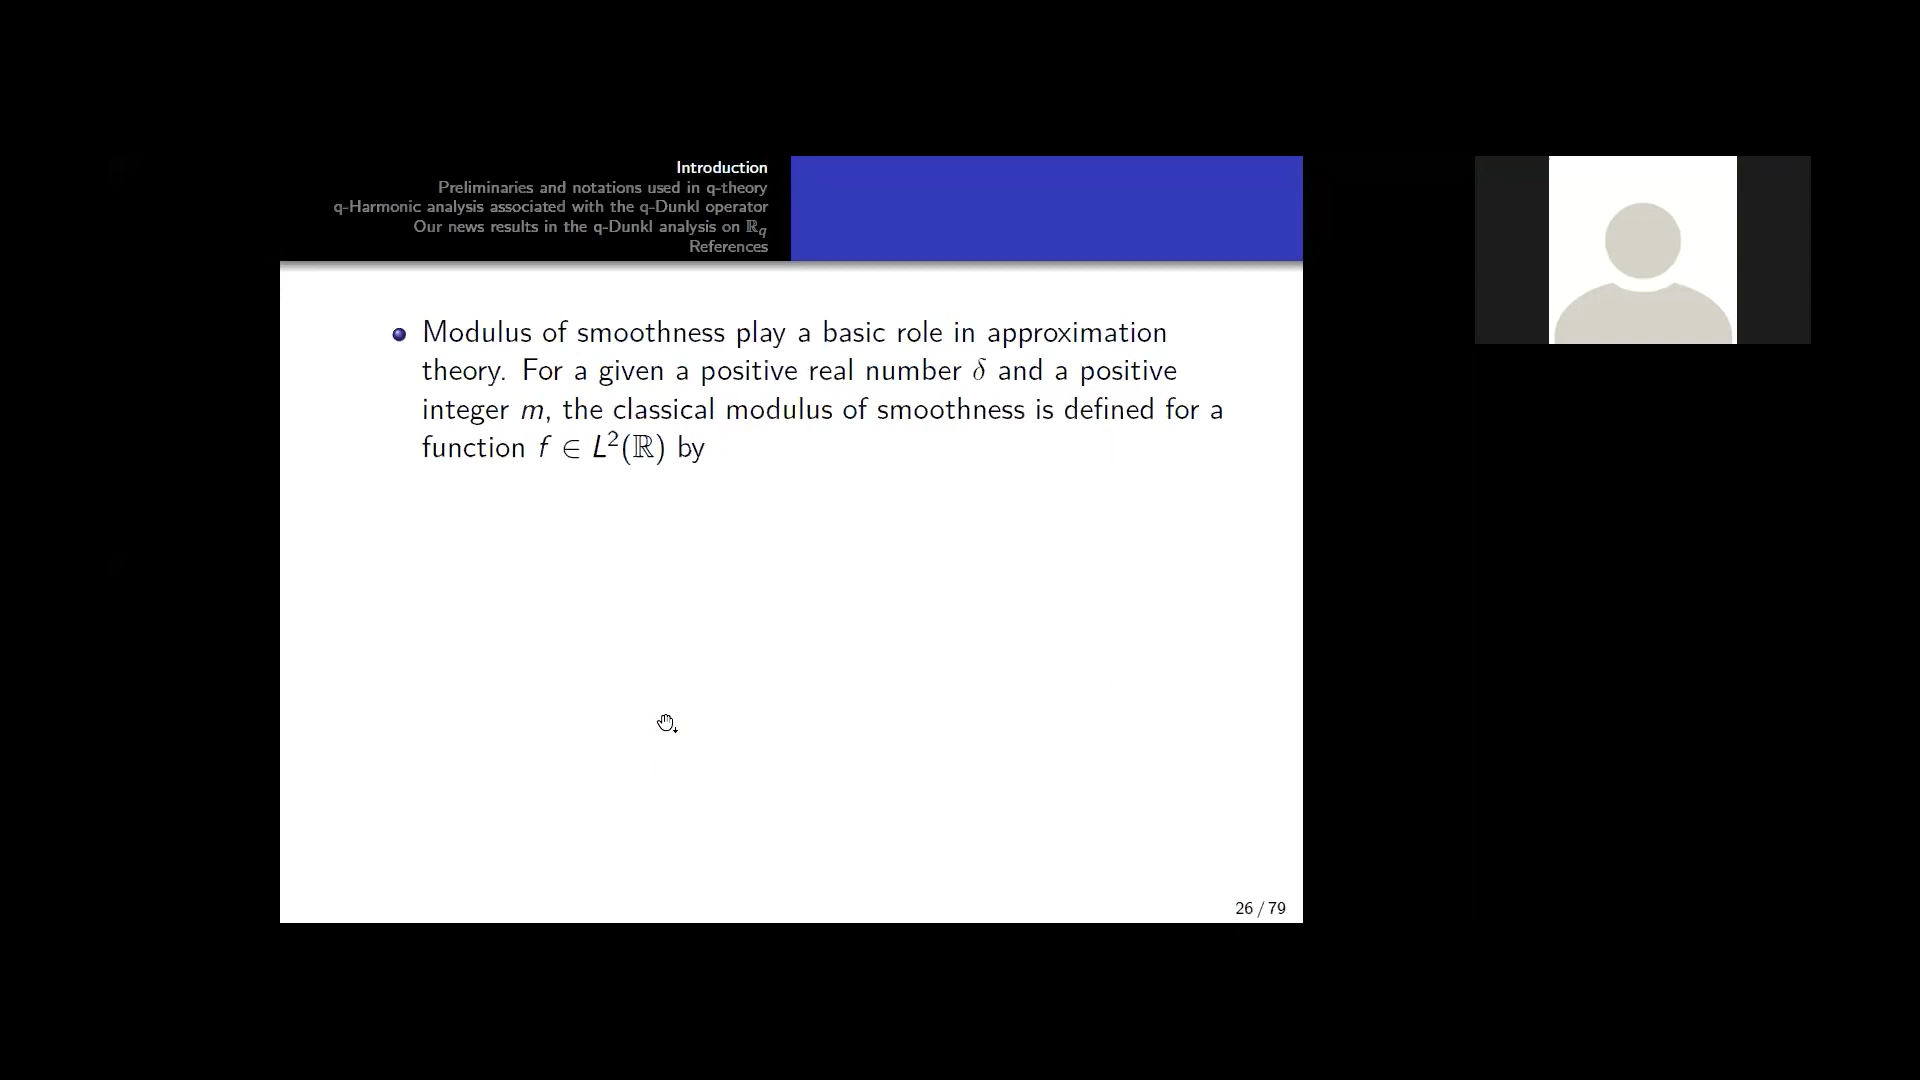 Introduction
Preliminaries and notations used in q-theory
q-Harmonic analysis associated with the q-Dunkl operator
Our news results in the q-Dunkl analysis on ℝ_q
References
Modulus of smoothness play a basic role in approximation
theory. For a given a positive real number δ and a positive
integer m, the classical modulus of smoothness is defined for a
function f ∈ L²(ℝ) by
26 / 79